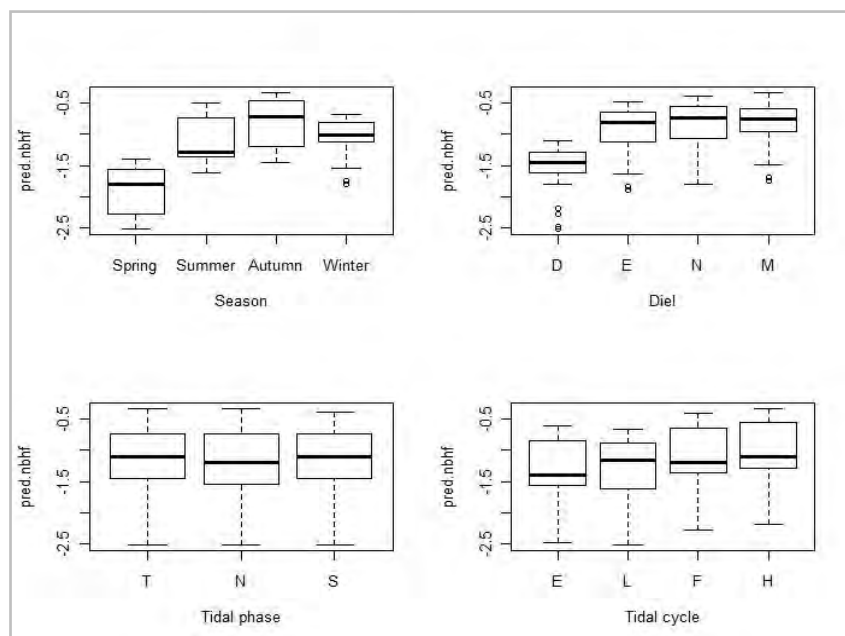 pred.nbhf
-0.5
-1.5
-2.5
Spring Summer Autumn Winter
Season
pred.nbhf
-0.5
-1.5
-2.5
D E N M
Diel
pred.nbhf
-0.5
-1.5
-2.5
T N S
Tidal phase
pred.nbhf
-0.5
-1.5
-2.5
E L F H
Tidal cycle